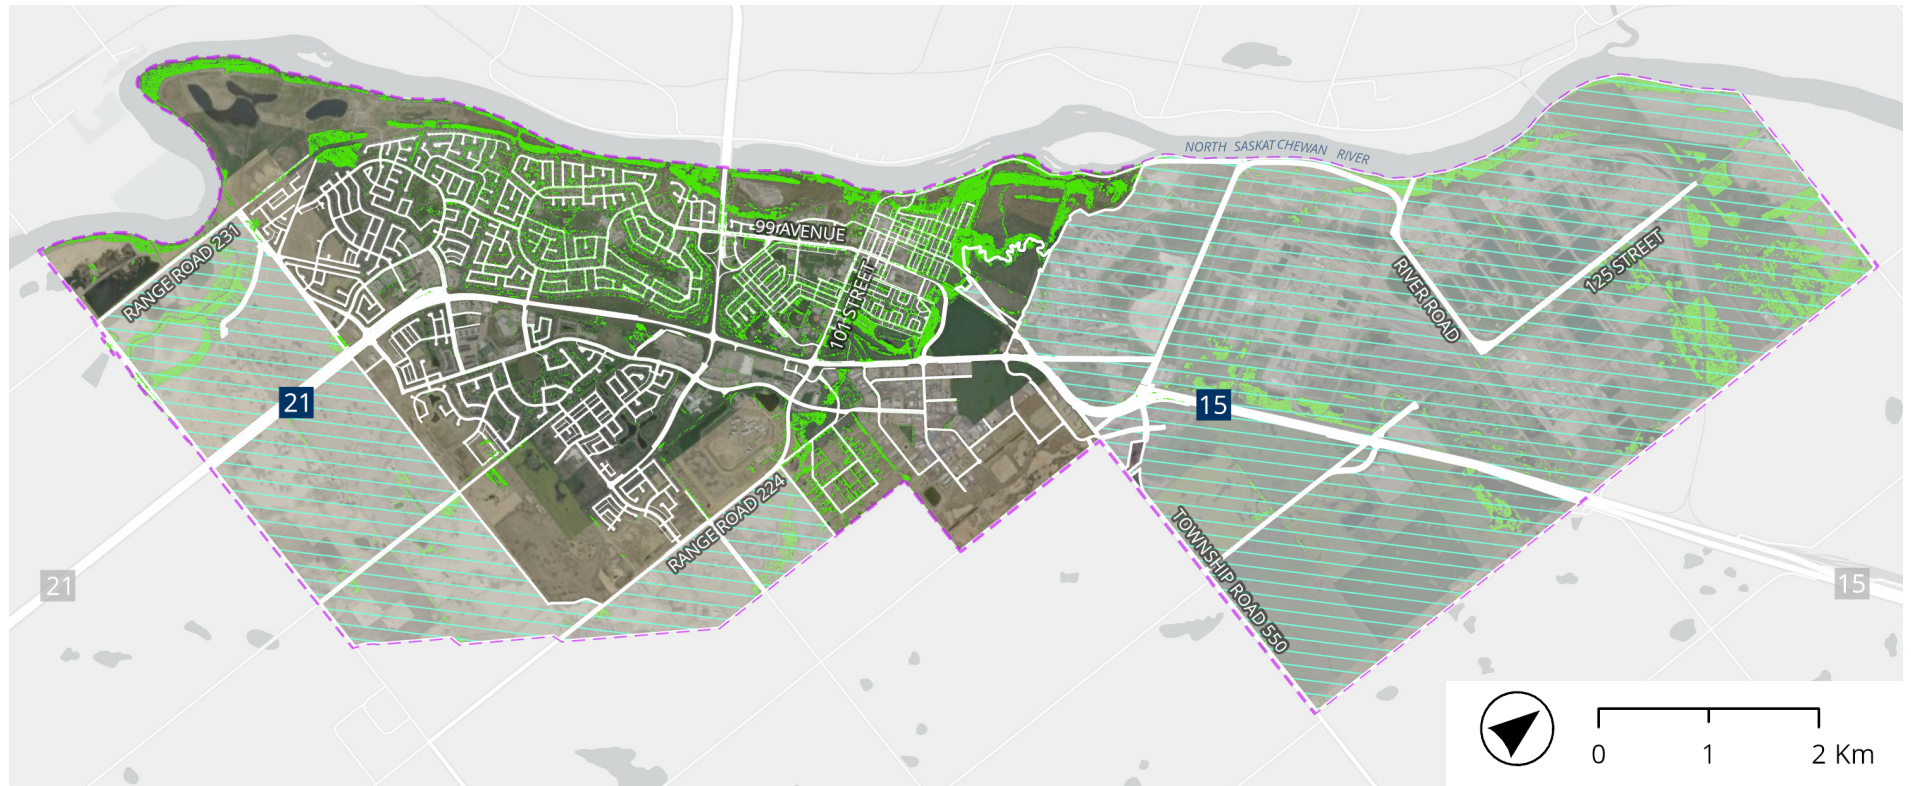 NORTH SASKATCHEWAN RIVER
99 AVENUE
RANGE ROAD 231
101 STREET
RIVER ROAD
125 STREET
21
15
RANGE ROAD 224
TOWNSHIP ROAD 550
21
15
0 1 2 Km